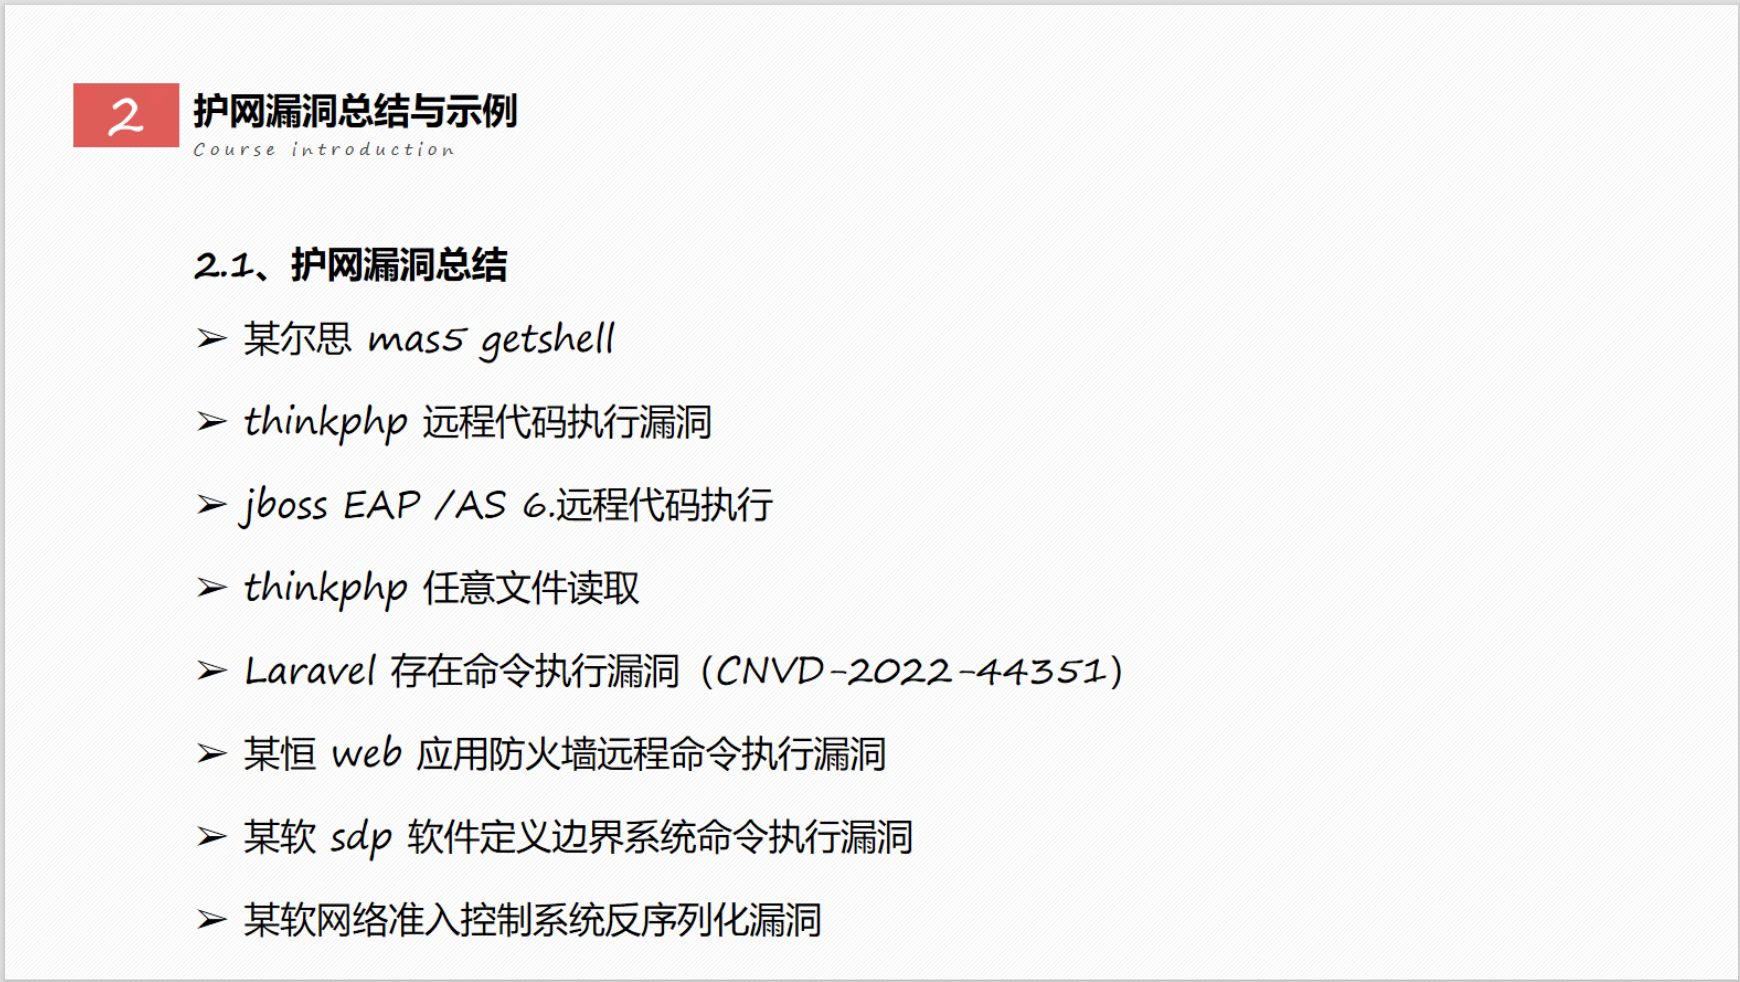 2
护网漏洞总结与示例
Course introduction
2.1、护网漏洞总结
➢ 某尔思 mas5 getshell
➢ thinkphp 远程代码执行漏洞
➢ jboss EAP /AS 6.远程代码执行
➢ thinkphp 任意文件读取
➢ Laravel 存在命令执行漏洞（CNVD-2022-44351）
➢ 某恒 web 应用防火墙远程命令执行漏洞
➢ 某软 sdp 软件定义边界系统命令执行漏洞
➢ 某软网络准入控制系统反序列化漏洞